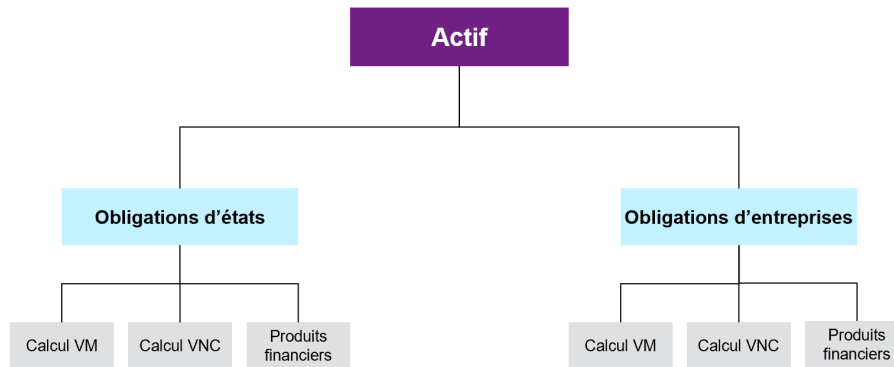 Actif
Obligations d'états
Obligations d'entreprises
Calcul VM
Calcul VNC
Produits
financiers
Calcul VM
Calcul VNC
Produits
financiers